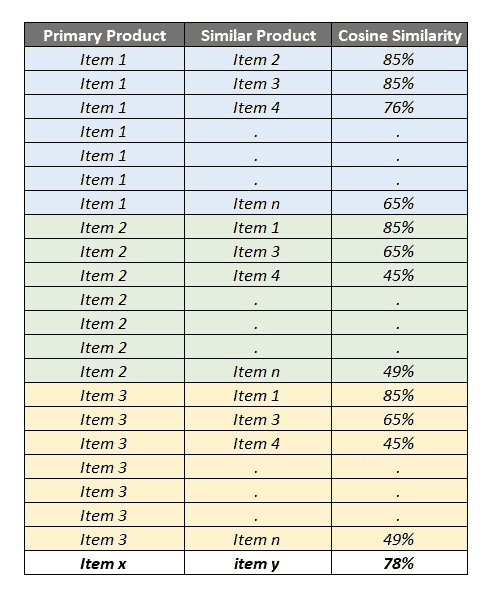 Primary Product Similar Product Cosine Similarity
Item 1 Item 2 85%
Item 1 Item 3 85%
Item 1 Item 4 76%
Item 1 . .
Item 1 . .
Item 1 . .
Item 1 Item n 65%
Item 2 Item 1 85%
Item 2 Item 3 65%
Item 2 Item 4 45%
Item 2 . .
Item 2 . .
Item 2 . .
Item 2 Item n 49%
Item 3 Item 1 85%
Item 3 Item 3 65%
Item 3 Item 4 45%
Item 3 . .
Item 3 . .
Item 3 . .
Item 3 Item n 49%
Item x item y 78%